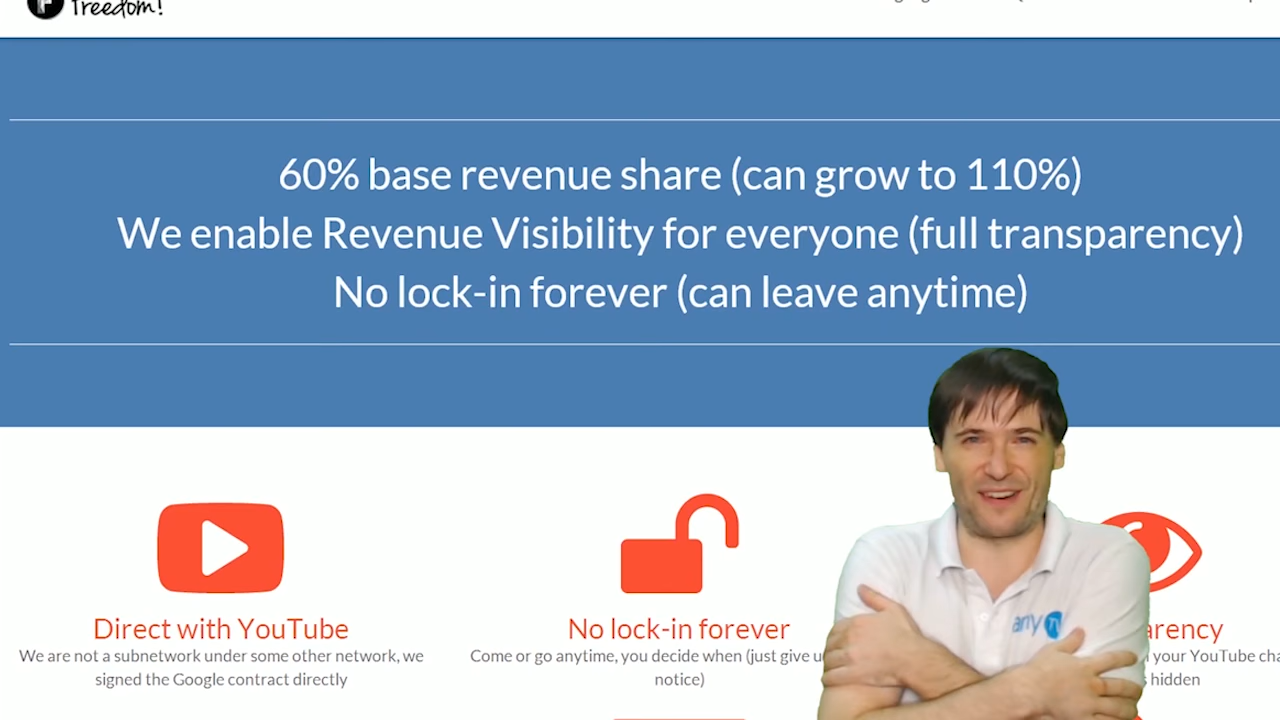 Freedom!
60% base revenue share (can grow to 110%)
We enable Revenue Visibility for everyone (full transparency)
No lock-in forever (can leave anytime)
Direct with YouTube
We are not a subnetwork under some other network, we
signed the Google contract directly
No lock-in forever
Come or go anytime, you decide when (just give
notice)
your YouTube
hidden
any TV